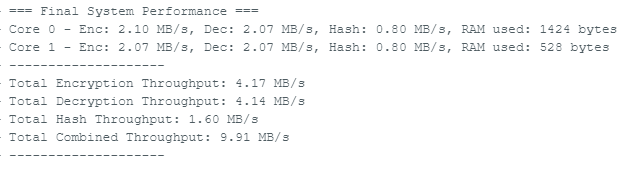 === Final System Performance ===
Core 0 - Enc: 2.10 MB/s, Dec: 2.07 MB/s, Hash: 0.80 MB/s, RAM used: 1424 bytes
Core 1 - Enc: 2.07 MB/s, Dec: 2.07 MB/s, Hash: 0.80 MB/s, RAM used: 528 bytes
--------------------
Total Encryption Throughput: 4.17 MB/s
Total Decryption Throughput: 4.14 MB/s
Total Hash Throughput: 1.60 MB/s
Total Combined Throughput: 9.91 MB/s
--------------------